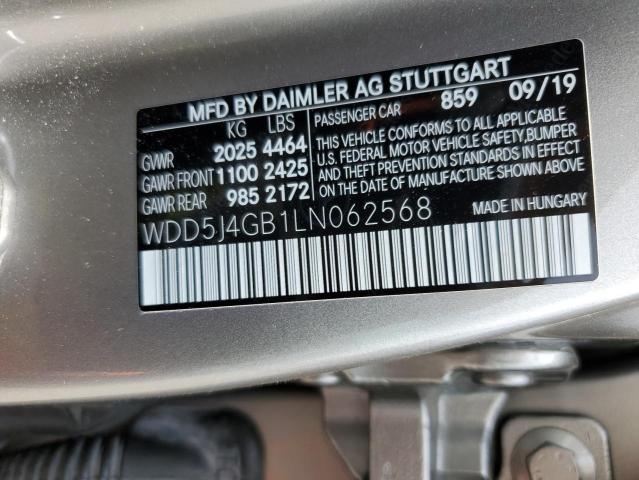 MFD BY DAIMLER AG STUTTGART
KG LBS
GVWR 2025 4464
GAWR FRONT 1100 2425
GAWR REAR 985 2172
PASSENGER CAR 859 09/19
THIS VEHICLE CONFORMS TO ALL APPLICABLE
U.S. FEDERAL MOTOR VEHICLE SAFETY, BUMPER
AND THEFT PREVENTION STANDARDS IN EFFECT
ON THE DATE OF MANUFACTURE SHOWN ABOVE
WDD5J4GB1LN062568
MADE IN HUNGARY